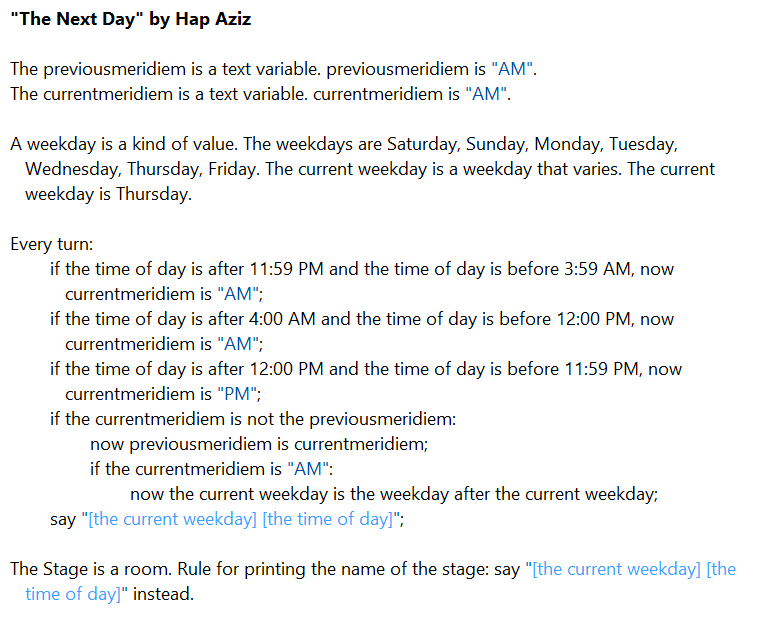 "The Next Day" by Hap Aziz
The previousmeridiem is a text variable. previousmeridiem is "AM".
The currentmeridiem is a text variable. currentmeridiem is "AM".
A weekday is a kind of value. The weekdays are Saturday, Sunday, Monday, Tuesday,
Wednesday, Thursday, Friday. The current weekday is a weekday that varies. The current
weekday is Thursday.
Every turn:
if the time of day is after 11:59 PM and the time of day is before 3:59 AM, now
currentmeridiem is "AM";
if the time of day is after 4:00 AM and the time of day is before 12:00 PM, now
currentmeridiem is "AM";
if the time of day is after 12:00 PM and the time of day is before 11:59 PM, now
currentmeridiem is "PM";
if the currentmeridiem is not the previousmeridiem:
now previousmeridiem is currentmeridiem;
if the currentmeridiem is "AM":
now the current weekday is the weekday after the current weekday;
say "[the current weekday] [the time of day]";
The Stage is a room. Rule for printing the name of the stage: say "[the current weekday] [the
time of day]" instead.